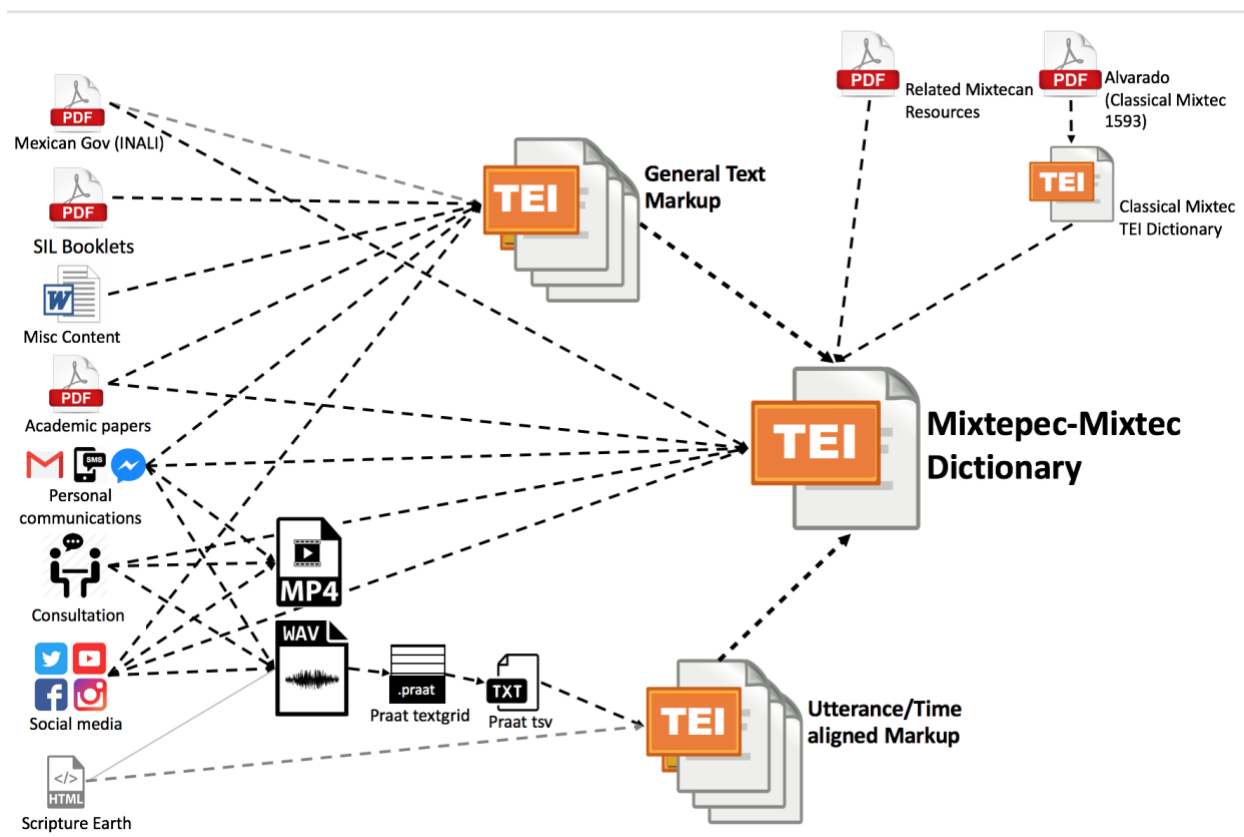 PDF
Mexican Gov (INALI)
PDF
SIL Booklets
W
Misc Content
PDF
Academic papers
SMS
Personal
communications
Consultation
Social media
</>
HTML
Scripture Earth
MP4
WAV
.praat
Praat textgrid
TXT
Praat tsv
TEI
General Text
Markup
PDF
Related Mixtecan
Resources
PDF
Alvarado
(Classical Mixtec
1593)
TEI
Classical Mixtec
TEI Dictionary
TEI
Mixtepec-Mixtec
Dictionary
TEI
Utterance/Time
aligned Markup